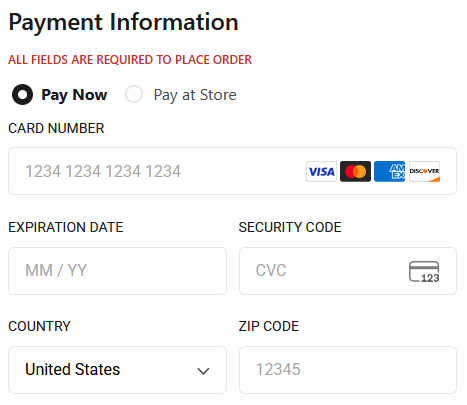 Payment Information
ALL FIELDS ARE REQUIRED TO PLACE ORDER
Pay Now Pay at Store
CARD NUMBER
1234 1234 1234 1234 VISA AMEX DISCOVER
EXPIRATION DATE SECURITY CODE
MM / YY CVC 123
COUNTRY ZIP CODE
United States 12345